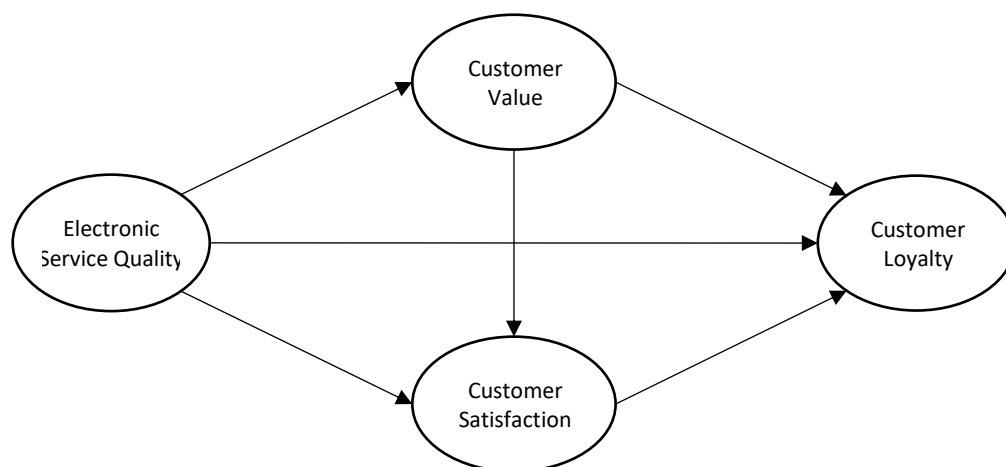 Customer
Value
Electronic
Service Quality
Customer
Loyalty
Customer
Satisfaction